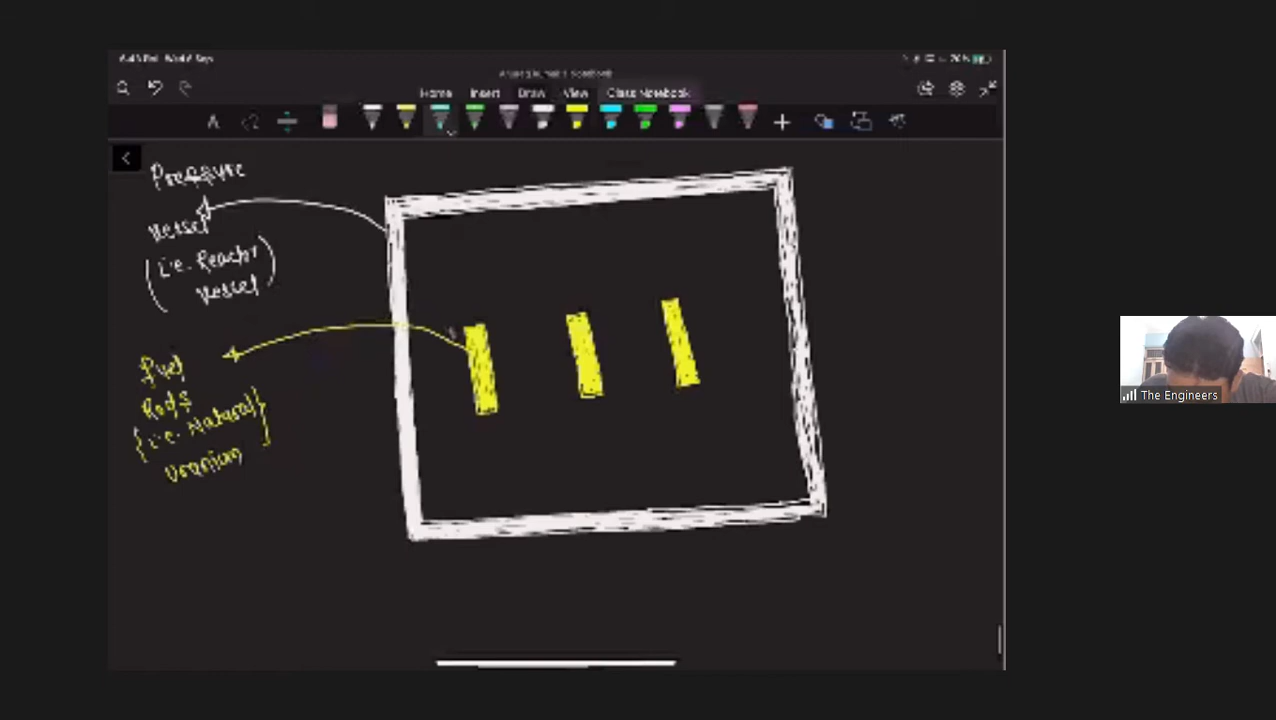 Home Insert Draw View Class Notebook
Pressure
Vessel
(i.e. Reactor
Vessel)
Fuel
Rods
{i.e. Natural}
Uranium
The Engineers